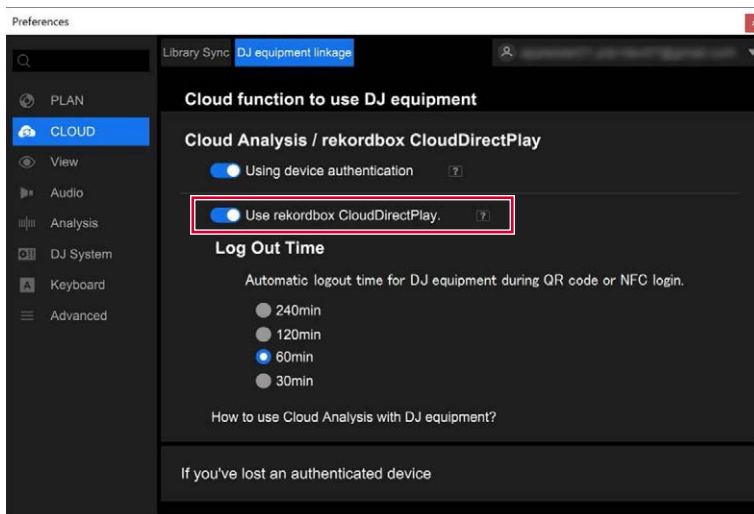 Preferences
Library Sync
DJ equipment linkage
PLAN
CLOUD
View
Audio
Analysis
DJ System
A
Keyboard
Advanced
Cloud function to use DJ equipment
Cloud Analysis / rekordbox CloudDirectPlay
Using device authentication
?
Use rekordbox CloudDirectPlay.
?
Log Out Time
Automatic logout time for DJ equipment during QR code or NFC login.
240min
120min
60min
30min
How to use Cloud Analysis with DJ equipment?
If you've lost an authenticated device